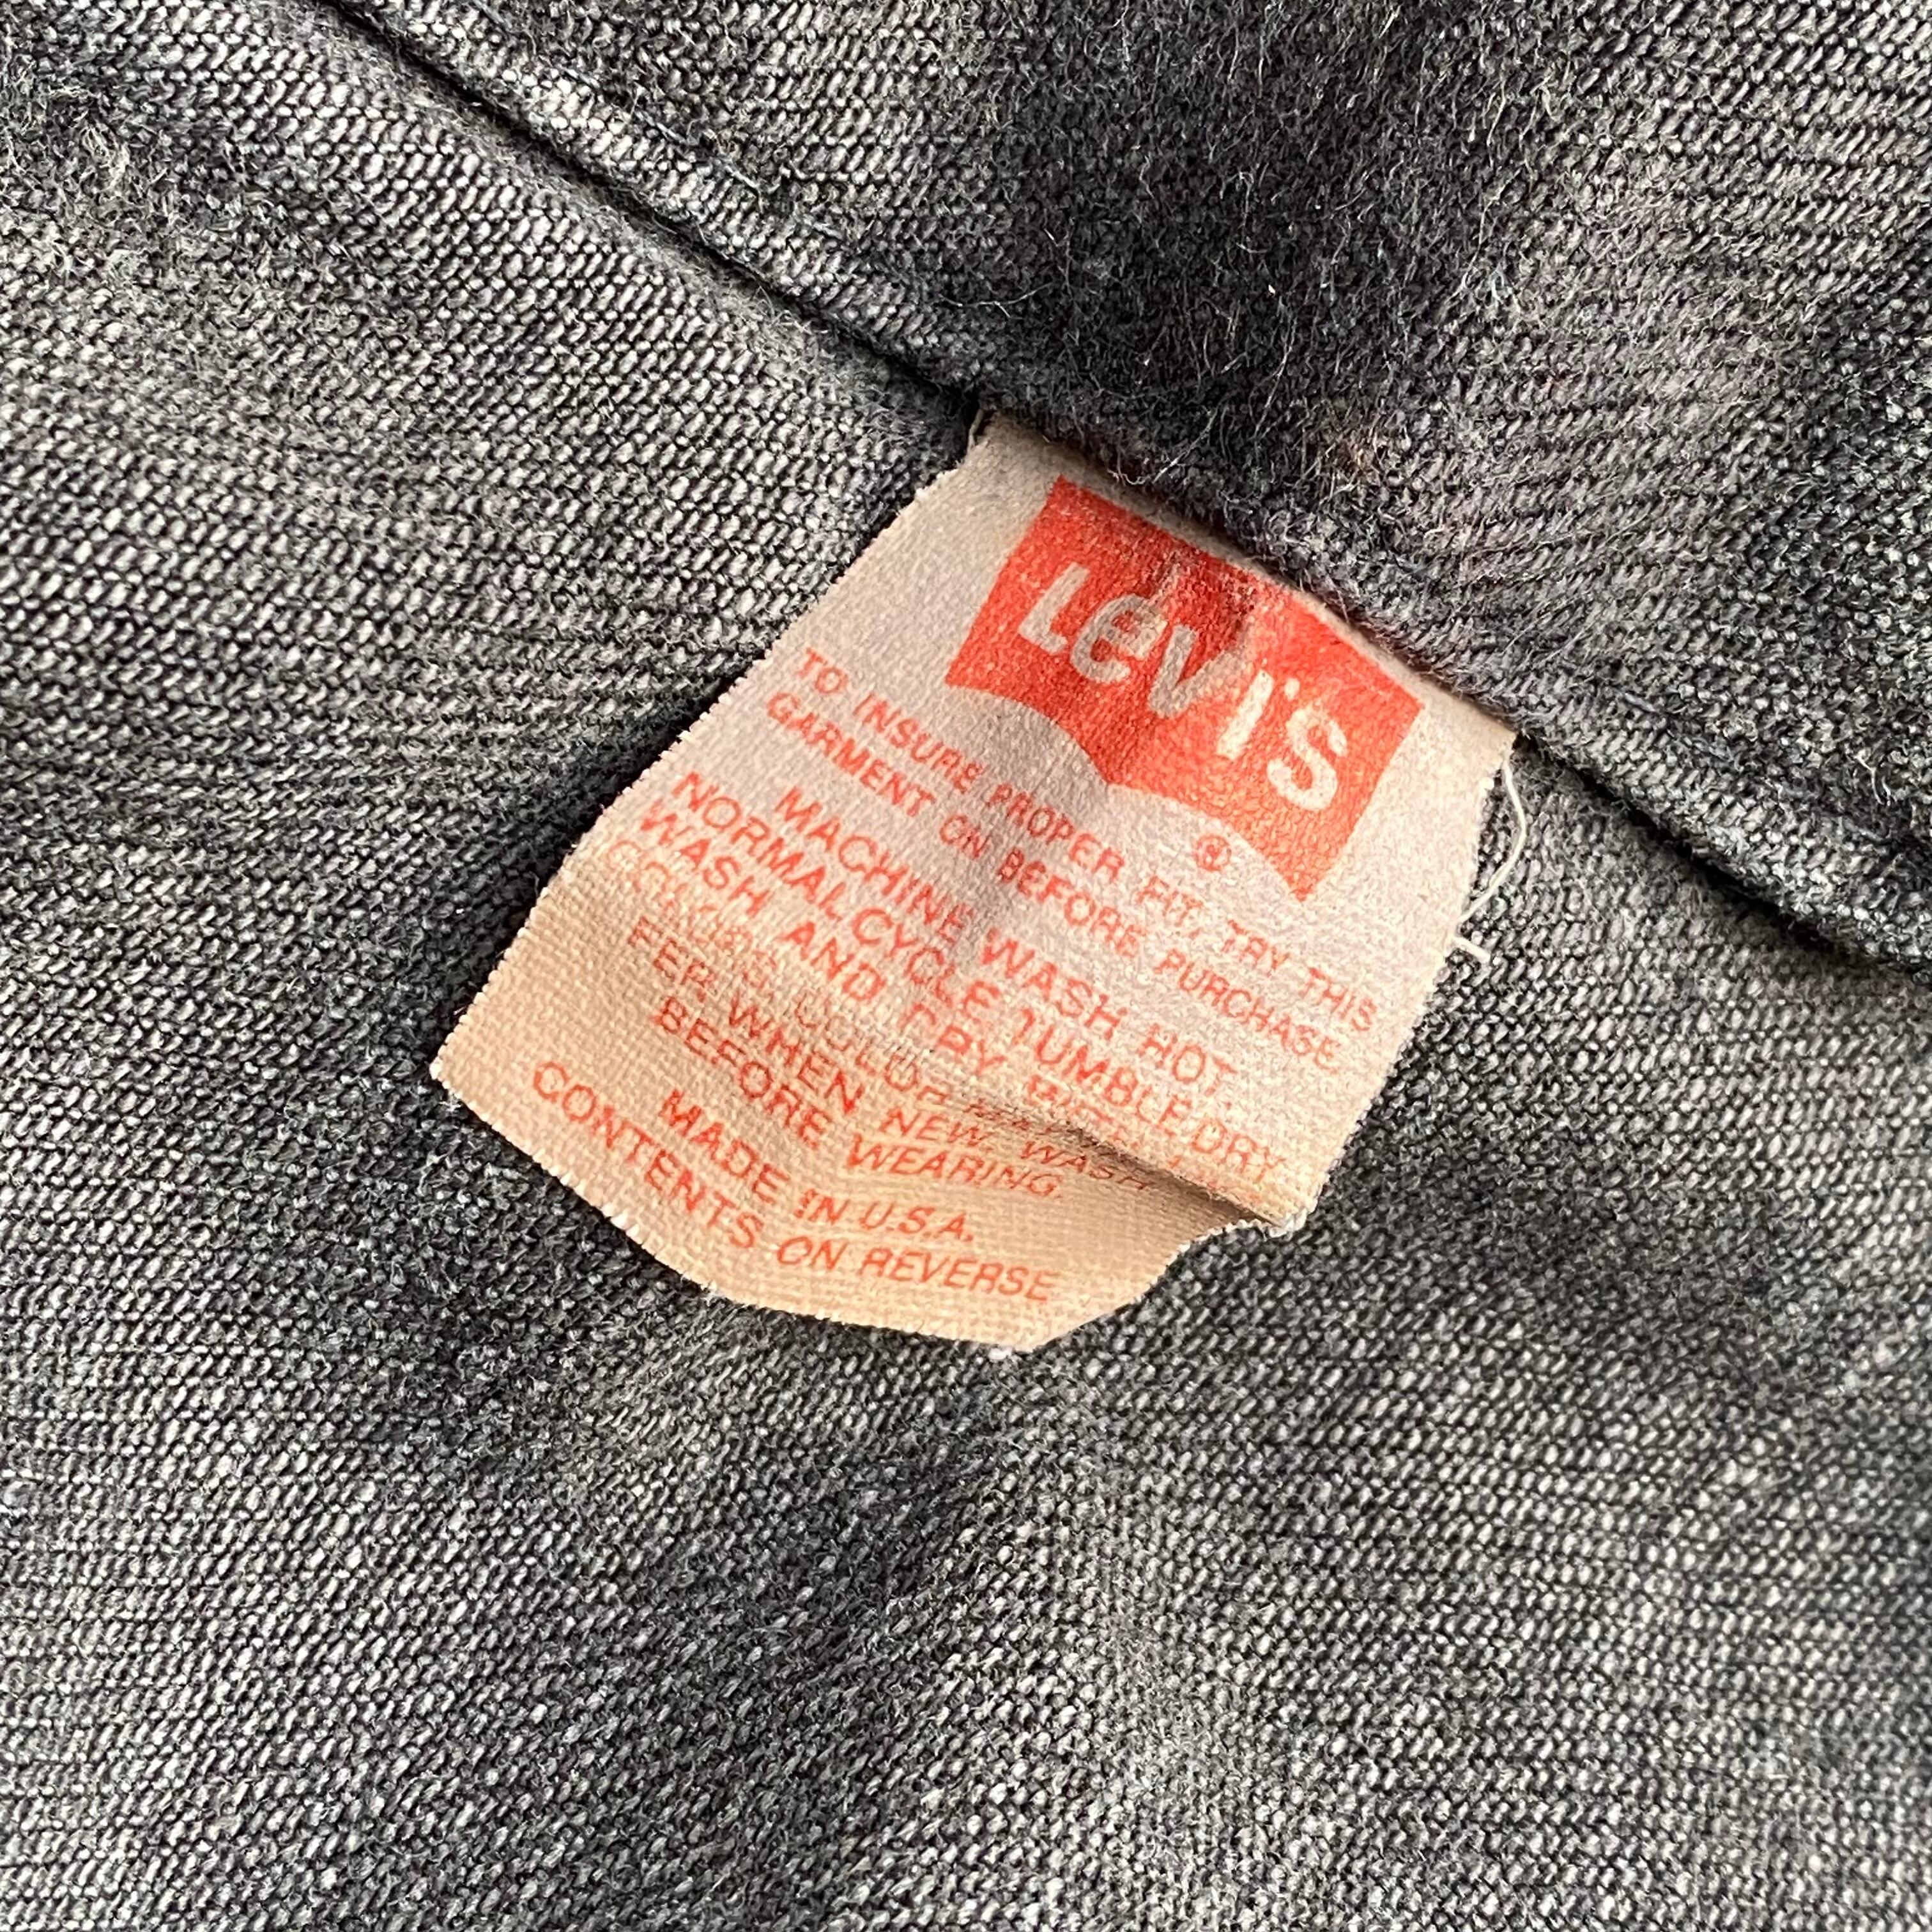 LEVI'S
®
TO INSURE PROPER FIT, TRY THIS
GARMENT ON BEFORE PURCHASE
MACHINE WASH HOT
NORMAL CYCLE TUMBLE DRY
WASH AND DRY
COLOR
FER WHEN NEW. WASH
BEFORE WEARING.
MADE IN U.S.A.
CONTENTS ON REVERSE